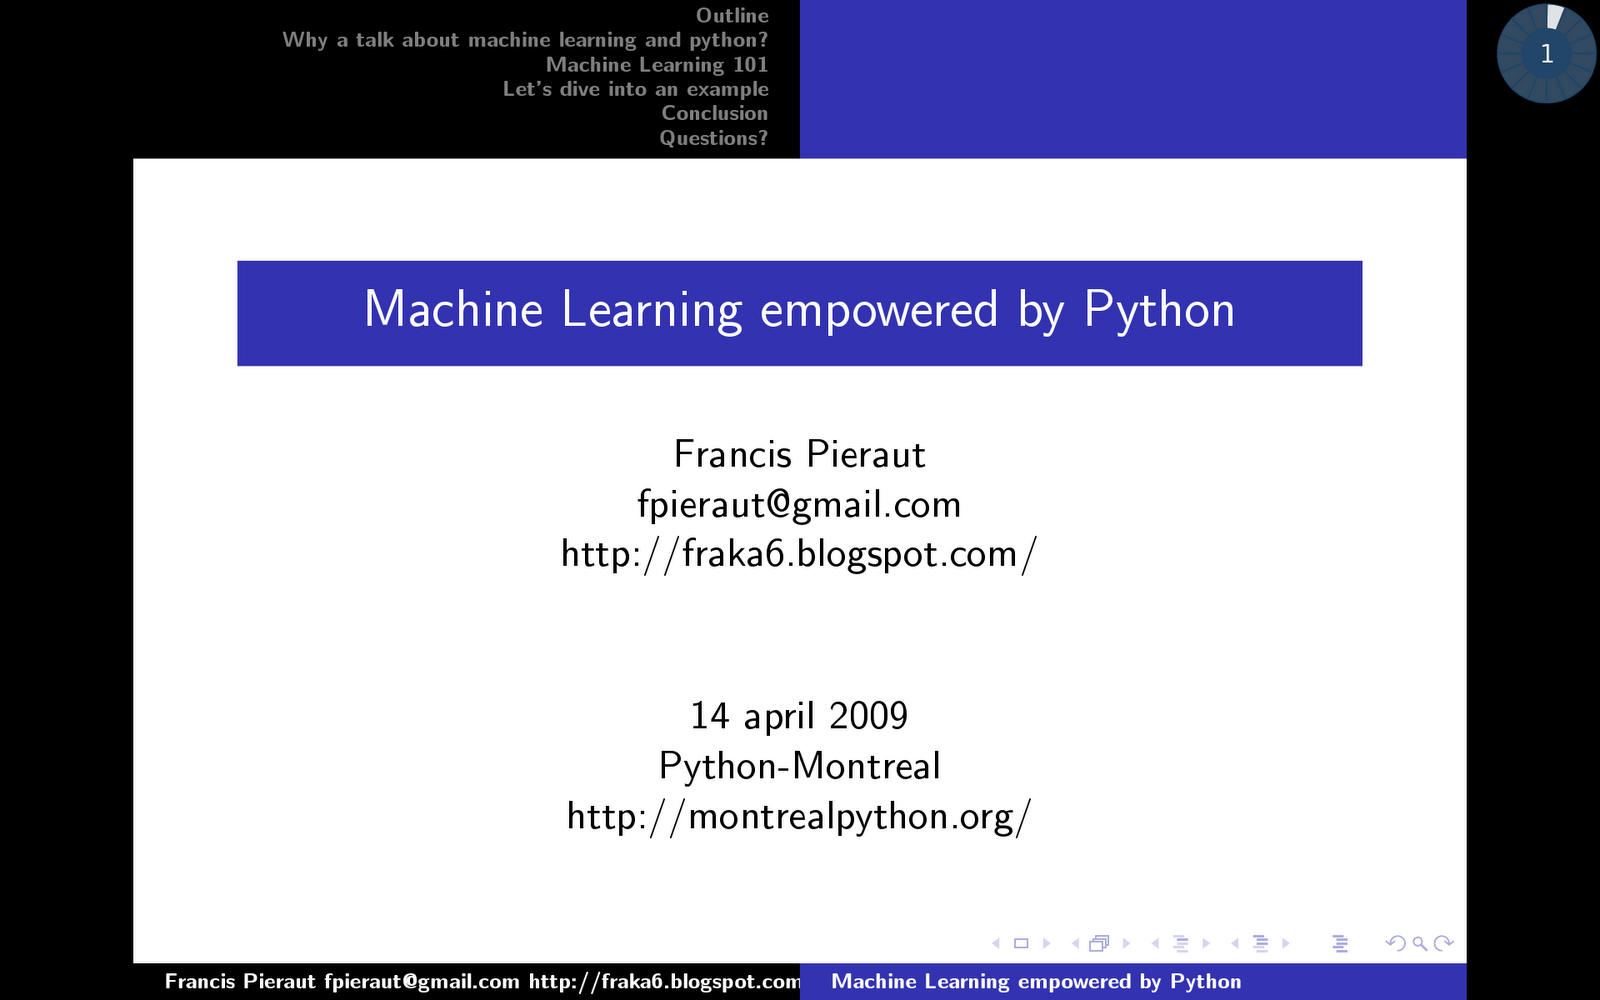 Outline
Why a talk about machine learning and python?
Machine Learning 101
Let's dive into an example
Conclusion
Questions?
1
Machine Learning empowered by Python
Francis Pieraut
fpieraut@gmail.com
http://fraka6.blogspot.com/
14 april 2009
Python-Montreal
http://montrealpython.org/
Francis Pieraut fpieraut@gmail.com http://fraka6.blogspot.com
Machine Learning empowered by Python